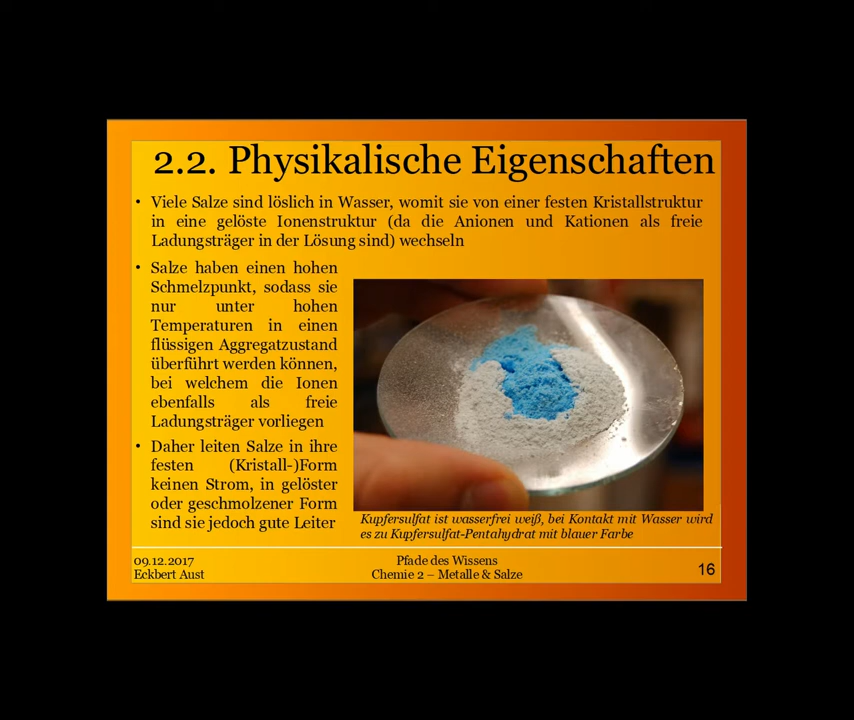 2.2. Physikalische Eigenschaften
• Viele Salze sind löslich in Wasser, womit sie von einer festen Kristallstruktur
in eine gelöste Ionenstruktur (da die Anionen und Kationen als freie
Ladungsträger in der Lösung sind) wechseln
• Salze haben einen hohen
Schmelzpunkt, sodass sie
nur unter hohen
Temperaturen in einen
flüssigen Aggregatzustand
überführt werden können,
bei welchem die Ionen
ebenfalls als freie
Ladungsträger vorliegen
• Daher leiten Salze in ihre
festen (Kristall-)Form
keinen Strom, in gelöster
oder geschmolzener Form
sind sie jedoch gute Leiter
Kupfersulfat ist wasserfrei weiß, bei Kontakt mit Wasser wird
es zu Kupfersulfat-Pentahydrat mit blauer Farbe
09.12.2017
Eckbert Aust
Pfade des Wissens
Chemie 2 – Metalle & Salze
16